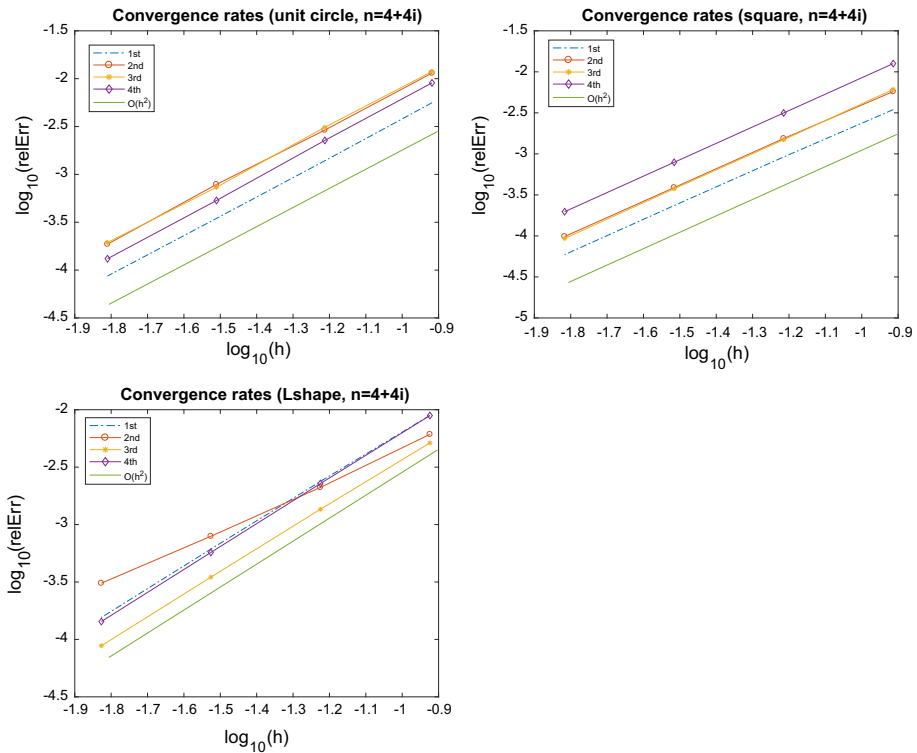 Convergence rates (unit circle, n=4+4i)
-1.5
-2
-2.5
-3
-3.5
-4
-4.5
log10(relErr)
1st
2nd
3rd
4th
O(h2)
-1.9 -1.8 -1.7 -1.6 -1.5 -1.4 -1.3 -1.2 -1.1 -1 -0.9
log10(h)
Convergence rates (square, n=4+4i)
-1.5
-2
-2.5
-3
-3.5
-4
-4.5
-5
log10(relErr)
1st
2nd
3rd
4th
O(h2)
-1.9 -1.8 -1.7 -1.6 -1.5 -1.4 -1.3 -1.2 -1.1 -1 -0.9
log10(h)
Convergence rates (Lshape, n=4+4i)
-2
-2.5
-3
-3.5
-4
-4.5
log10(relErr)
1st
2nd
3rd
4th
O(h2)
-1.9 -1.8 -1.7 -1.6 -1.5 -1.4 -1.3 -1.2 -1.1 -1 -0.9
log10(h)